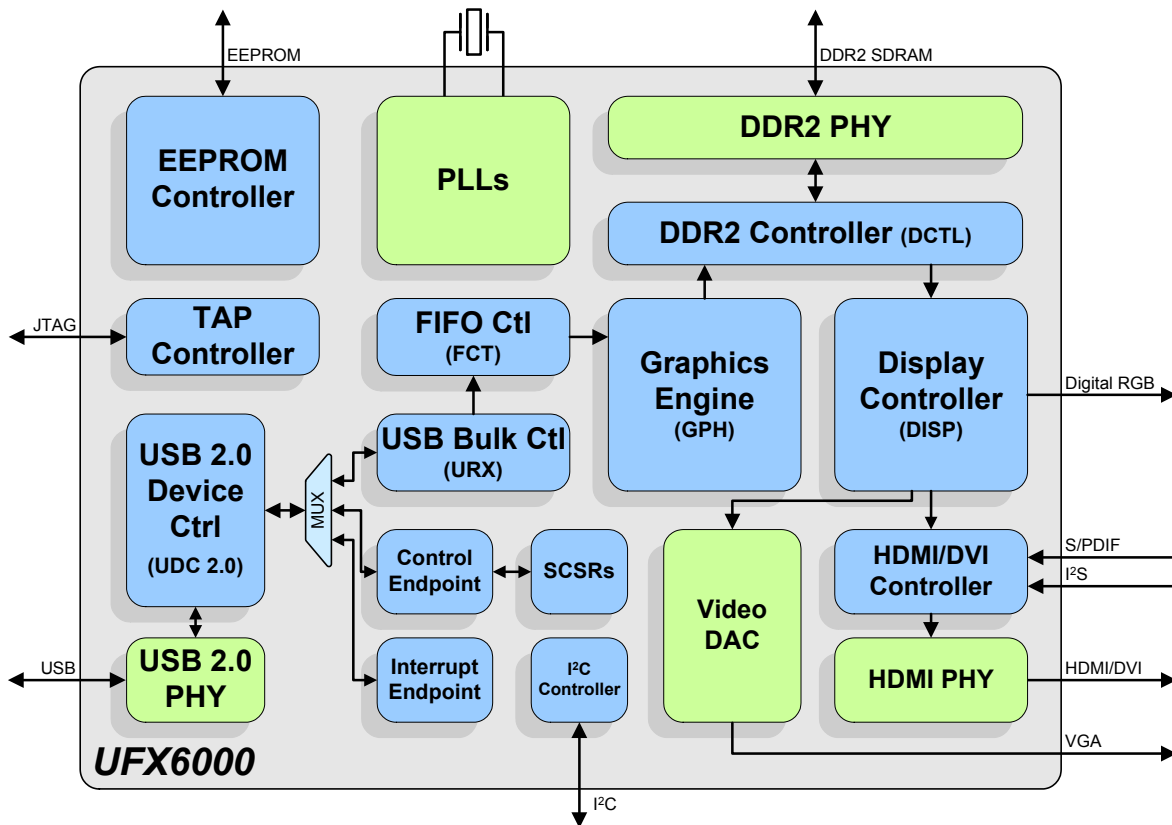 EEPROM
DDR2 SDRAM
EEPROM
Controller
PLLs
DDR2 PHY
DDR2 Controller (DCTL)
JTAG
TAP
Controller
FIFO Ctl
(FCT)
Graphics
Engine
(GPH)
Display
Controller
(DISP)
Digital RGB
USB 2.0
Device
Ctrl
(UDC 2.0)
MUX
USB Bulk Ctl
(URX)
Control
Endpoint
SCSRs
Video
DAC
HDMI/DVI
Controller
S/PDIF
I²S
USB
USB 2.0
PHY
Interrupt
Endpoint
I²C
Controller
HDMI PHY
HDMI/DVI
VGA
UFX6000
I²C